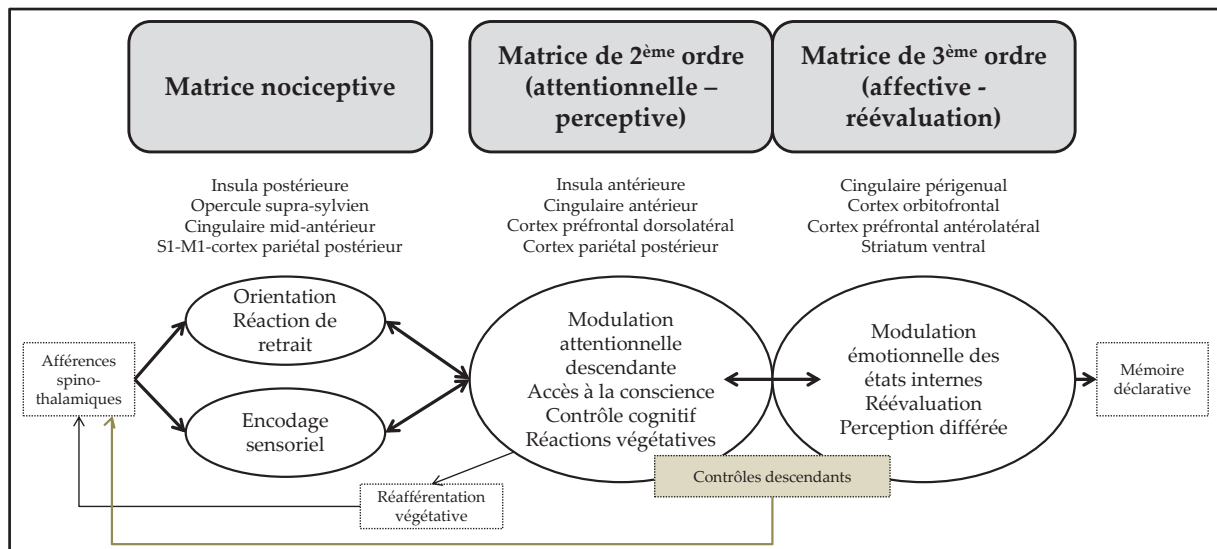 Matrice nociceptive
Matrice de 2ème ordre
(attentionnelle –
perceptive)
Matrice de 3ème ordre
(affective -
réévaluation)
Insula postérieure
Opercule supra-sylvien
Cingulaire mid-antérieur
S1-M1-cortex pariétal postérieur
Insula antérieure
Cingulaire antérieur
Cortex préfrontal dorsolatéral
Cortex pariétal postérieur
Cingulaire périgenual
Cortex orbitofrontal
Cortex préfrontal antérolatéral
Striatum ventral
Afférences
spino-
thalamiques
Orientation
Réaction de
retrait
Encodage
sensoriel
Modulation
attentionnelle
descendante
Accès à la conscience
Contrôle cognitif
Réactions végétatives
Modulation
émotionnelle des
états internes
Réévaluation
Perception différée
Mémoire
déclarative
Contrôles descendants
Réafférentation
végétative